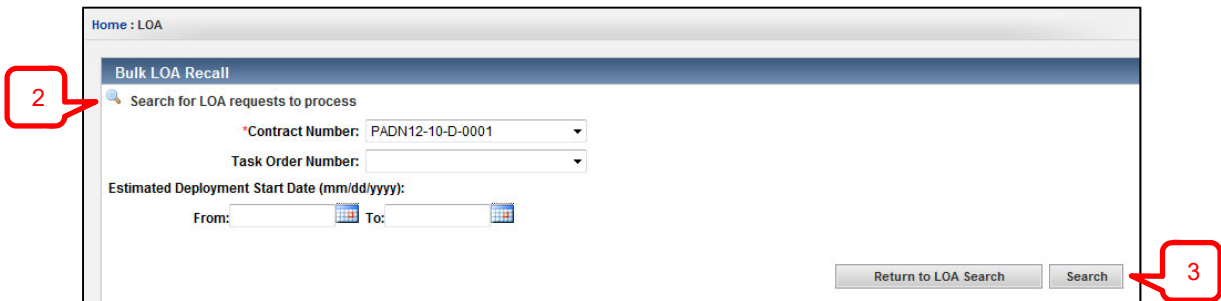 Home : LOA
Bulk LOA Recall
2
Search for LOA requests to process
*Contract Number: PADN12-10-D-0001
Task Order Number:
Estimated Deployment Start Date (mm/dd/yyyy):
From: To:
Return to LOA Search Search 3